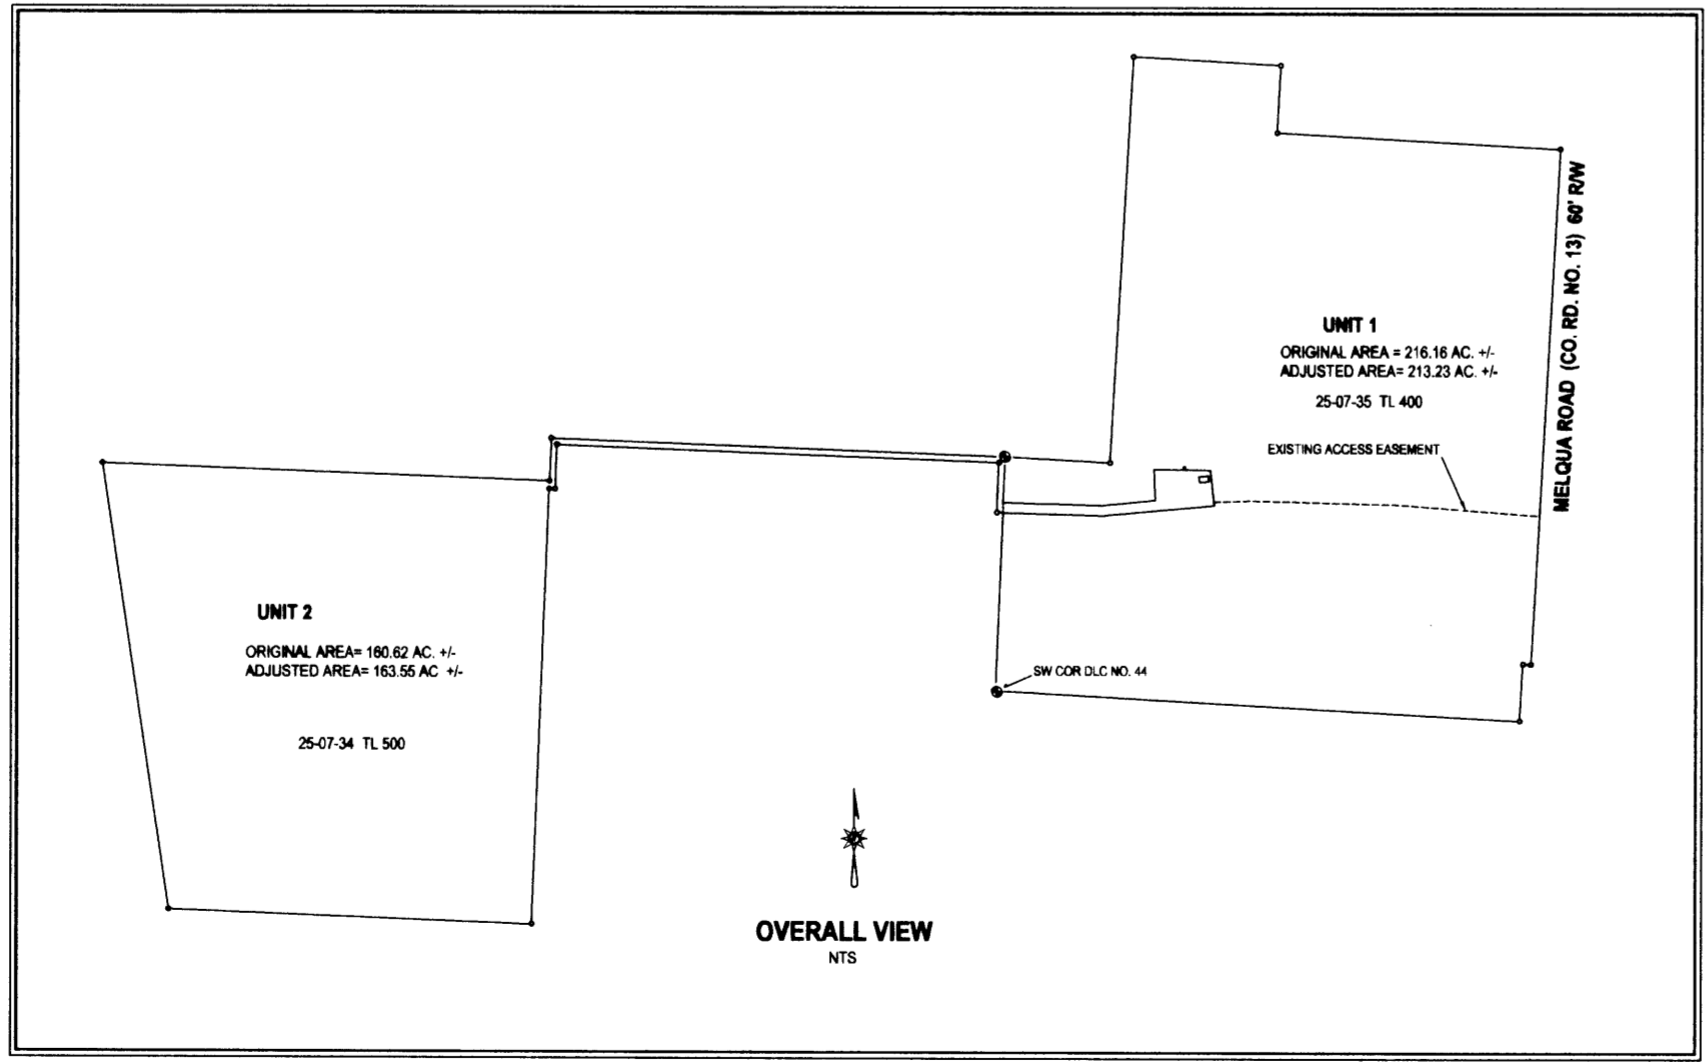 UNIT 1
ORIGINAL AREA = 216.16 AC. +/-
ADJUSTED AREA= 213.23 AC. +/-
25-07-35 TL 400
EXISTING ACCESS EASEMENT
MELQUA ROAD (CO. RD. NO. 13) 60' R/W
UNIT 2
ORIGINAL AREA= 160.62 AC. +/-
ADJUSTED AREA= 163.55 AC +/-
25-07-34 TL 500
SW COR DLC NO. 44
OVERALL VIEW
NTS